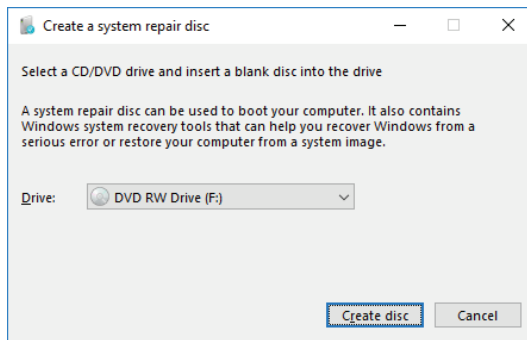 Create a system repair disc
Select a CD/DVD drive and insert a blank disc into the drive
A system repair disc can be used to boot your computer. It also contains
Windows system recovery tools that can help you recover Windows from a
serious error or restore your computer from a system image.
Drive: DVD RW Drive (F:)
Create disc Cancel